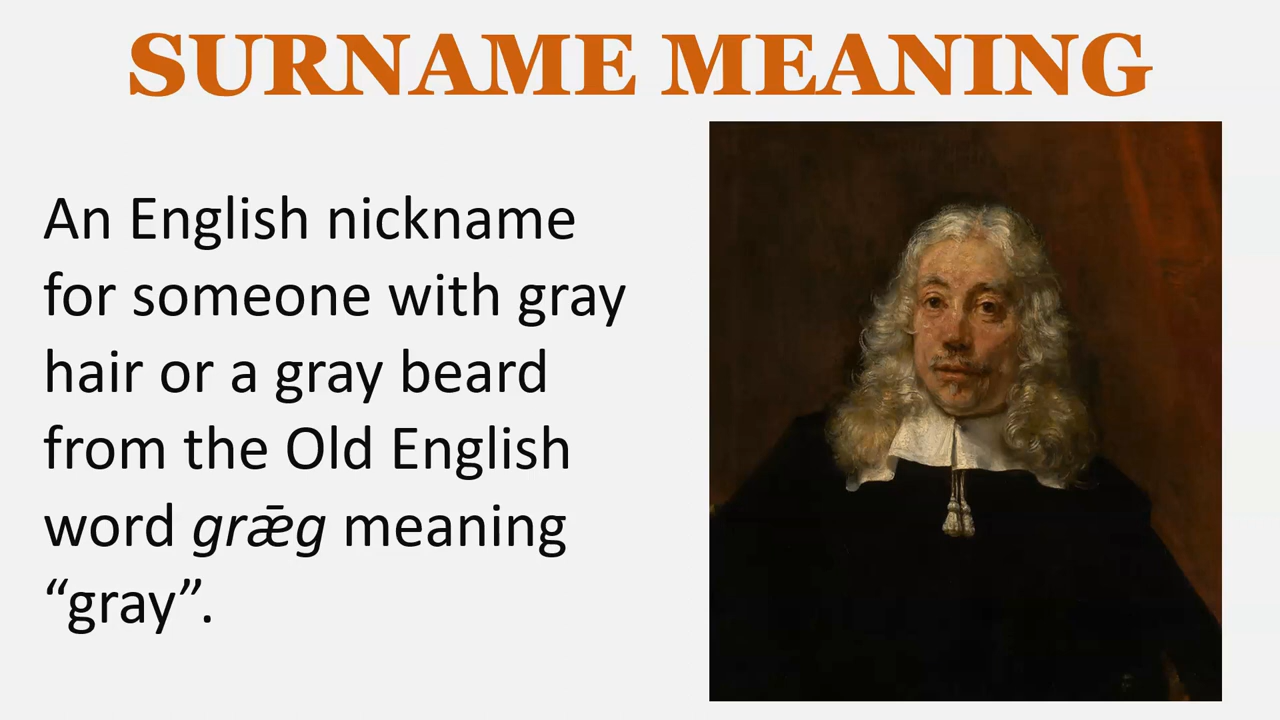 SURNAME MEANING
An English nickname
for someone with gray
hair or a gray beard
from the Old English
word grǣg meaning
“gray”.